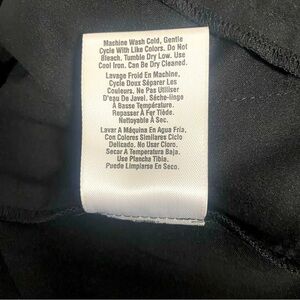 Machine Wash Cold, Gentle
Cycle With Like Colors. Do Not
Bleach. Tumble Dry Low. Use
Cool Iron. Can Be Dry Cleaned.
Lavage Froid En Machine,
Cycle Doux Séparer Les
Couleurs. Ne Pas Utiliser
D'eau De Javel. Sèche-linge
À Basse Température.
Repasser À Fer Tiède.
Nettoyable À Sec.
Lavar A Máquina En Agua Fría,
Con Colores Similares Ciclo
Delicado. No Usar Cloro.
Secar A Temperatura Baja.
Use Plancha Tibia.
Puede Limpiarse En Seco.